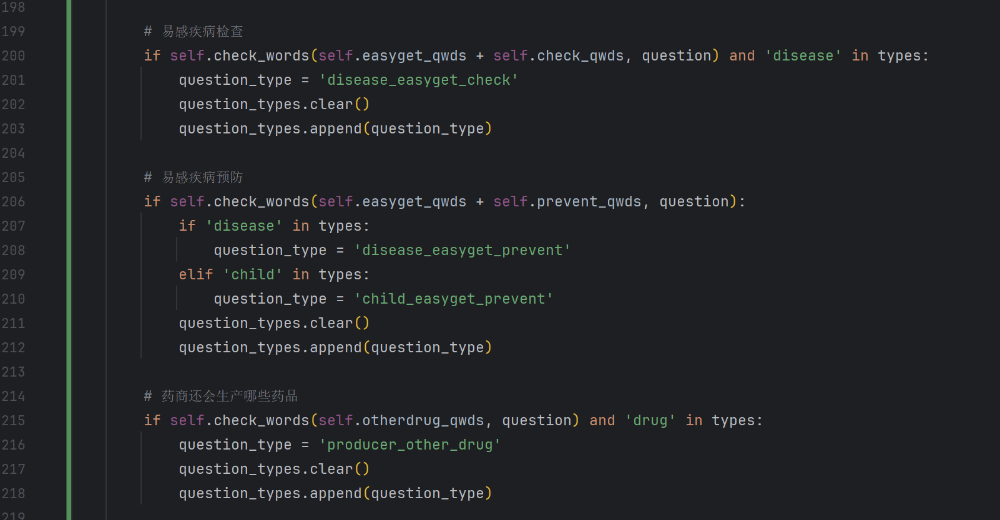 198
199 # 易感疾病检查
200 if self.check_words(self.easyget_qwds + self.check_qwds, question) and 'disease' in types:
201 question_type = 'disease_easyget_check'
202 question_types.clear()
203 question_types.append(question_type)
204
205 # 易感疾病预防
206 if self.check_words(self.easyget_qwds + self.prevent_qwds, question):
207 if 'disease' in types:
208 question_type = 'disease_easyget_prevent'
209 elif 'child' in types:
210 question_type = 'child_easyget_prevent'
211 question_types.clear()
212 question_types.append(question_type)
213
214 # 药商还会生产哪些药品
215 if self.check_words(self.otherdrug_qwds, question) and 'drug' in types:
216 question_type = 'producer_other_drug'
217 question_types.clear()
218 question_types.append(question_type)
219